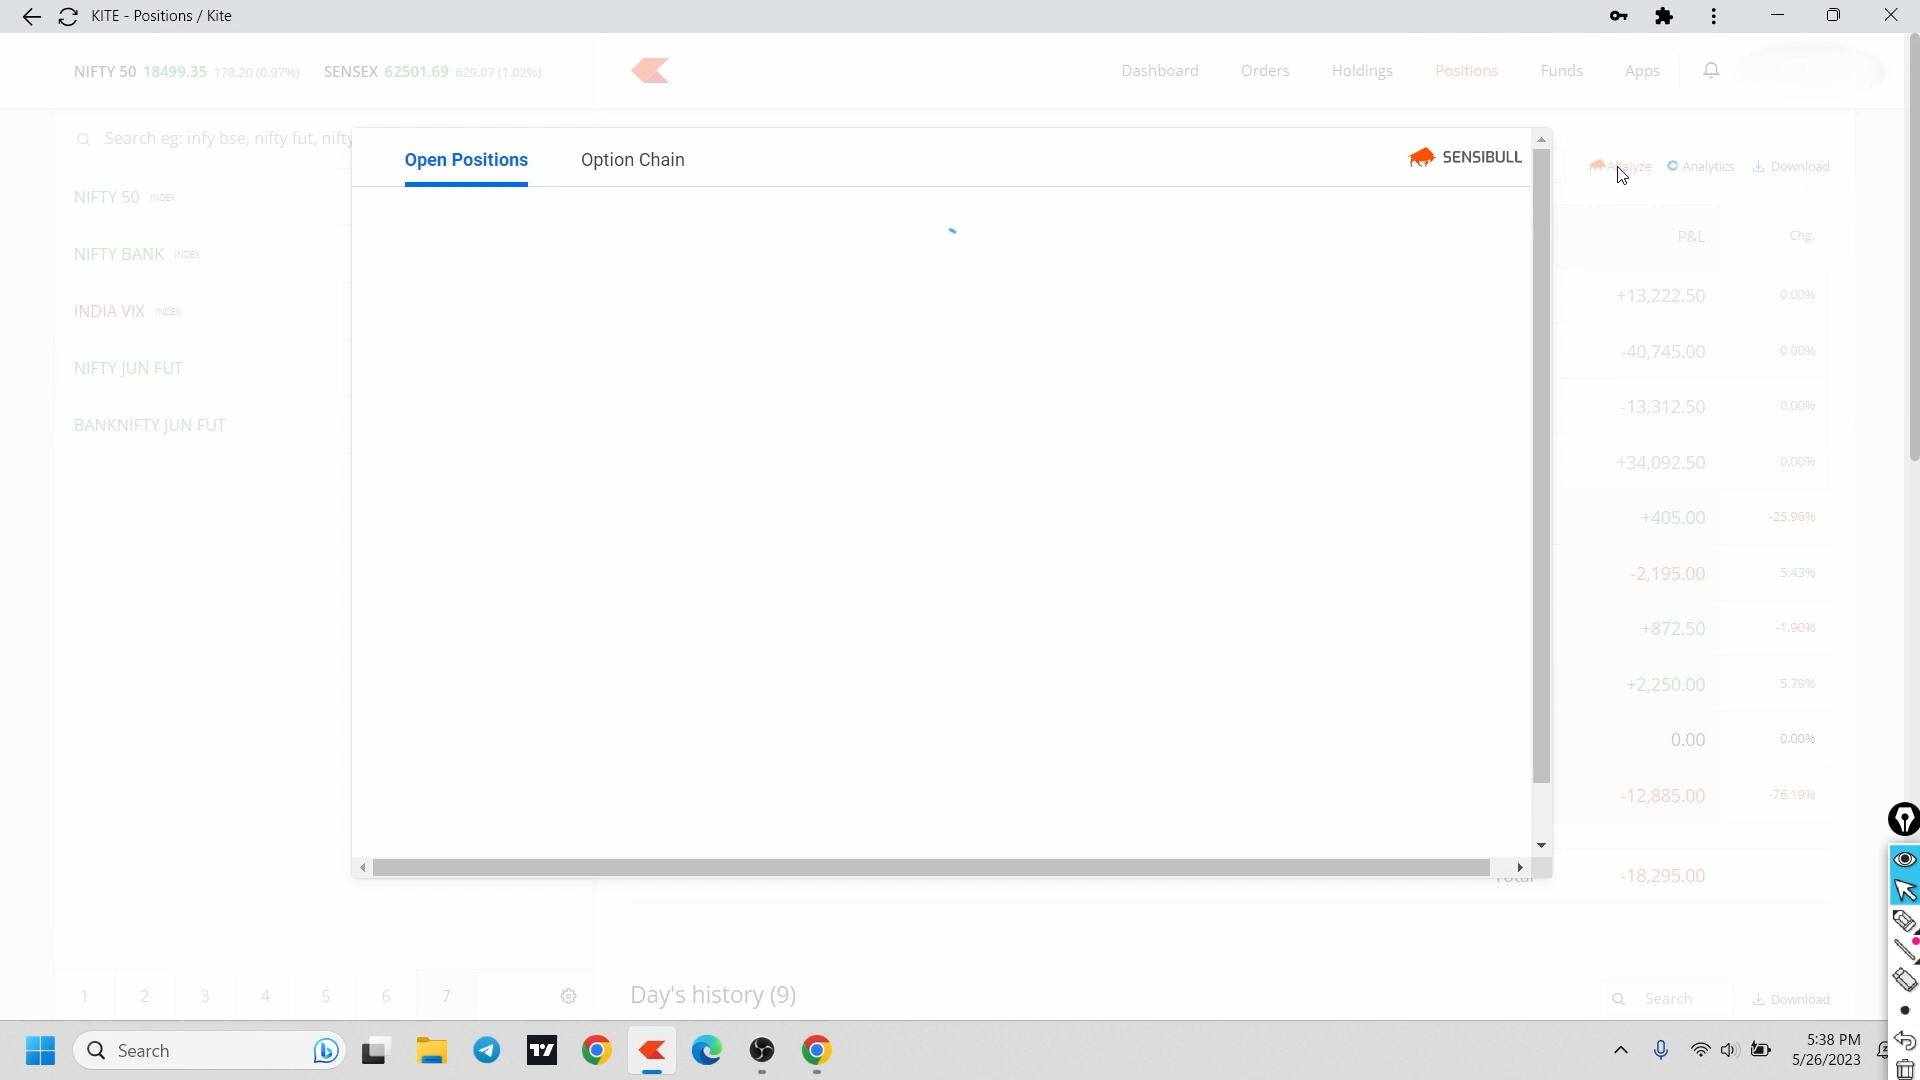 KITE - Positions / Kite
NIFTY 50 18499.35 178.20 (0.97%) SENSEX 62501.69 629.07 (1.02%)
Dashboard Orders Holdings Positions Funds Apps
Search eg: infy bse, nifty fut, nifty
Open Positions Option Chain SENSIBULL
Analyze Analytics Download
NIFTY 50 INDEX
P&L Chg.
NIFTY BANK INDEX
+13,222.50 0.00%
INDIA VIX INDEX
-40,745.00 0.00%
NIFTY JUN FUT
-13,312.50 0.00%
BANKNIFTY JUN FUT
+34,092.50 0.00%
+405.00 -25.96%
-2,195.00 5.43%
+872.50 -1.90%
+2,250.00 5.79%
0.00 0.00%
-12,885.00 -76.19%
Total -18,295.00
1 2 3 4 5 6 7
Day's history (9) Search Download
Search
5:38 PM
5/26/2023